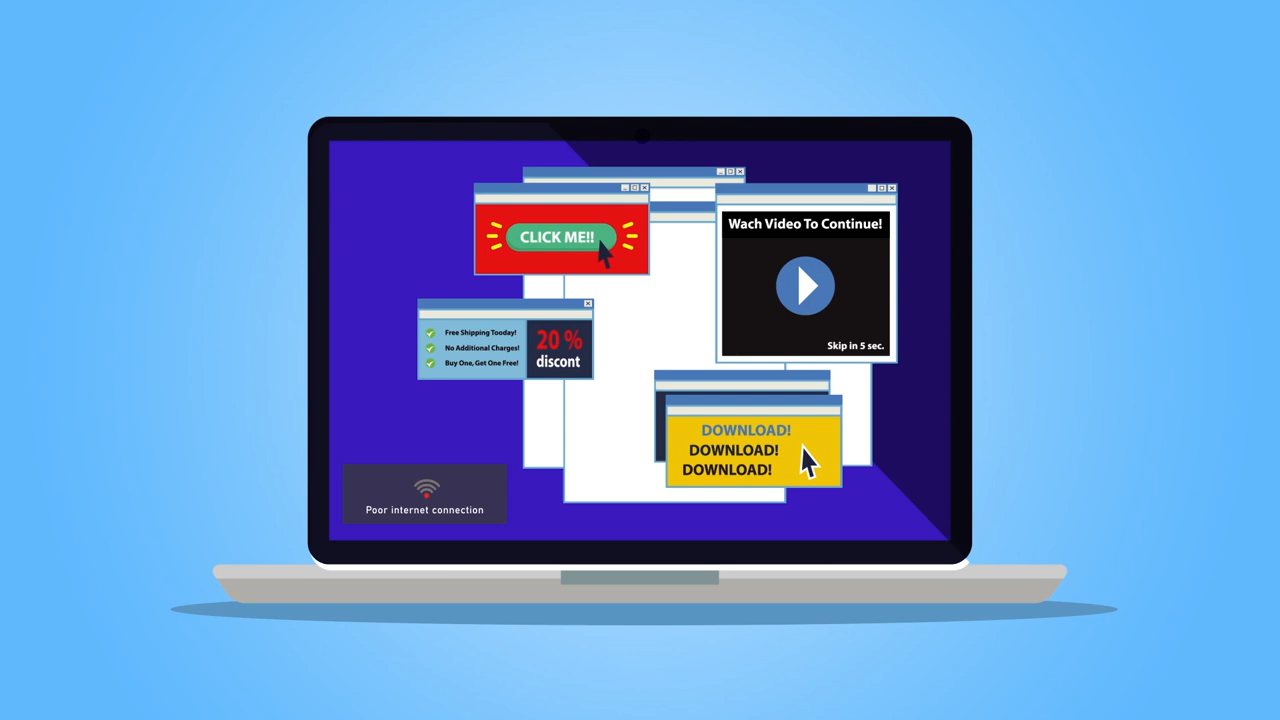 CLICK ME!!
Wach Video To Continue!
Skip in 5 sec.
Free Shipping Tooday!
No Additional Charges!
Buy One, Get One Free!
20 %
discont
DOWNLOAD!
DOWNLOAD!
DOWNLOAD!
Poor internet connection